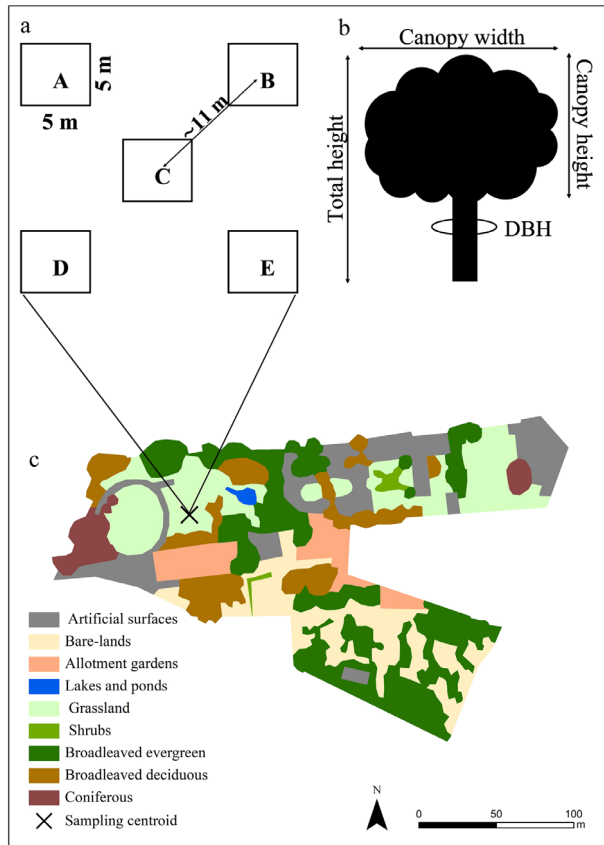 a
A
5 m
5 m
B
~11 m
C
D
E
b
Canopy width
Total height
Canopy height
DBH
c
Artificial surfaces
Bare-lands
Allotment gardens
Lakes and ponds
Grassland
Shrubs
Broadleaved evergreen
Broadleaved deciduous
Coniferous
Sampling centroid
N
0 50 100
m